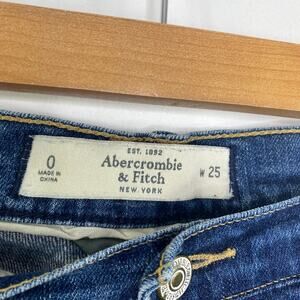 EST. 1892
0
MADE IN
CHINA
Abercrombie
& Fitch
NEW YORK
W 25